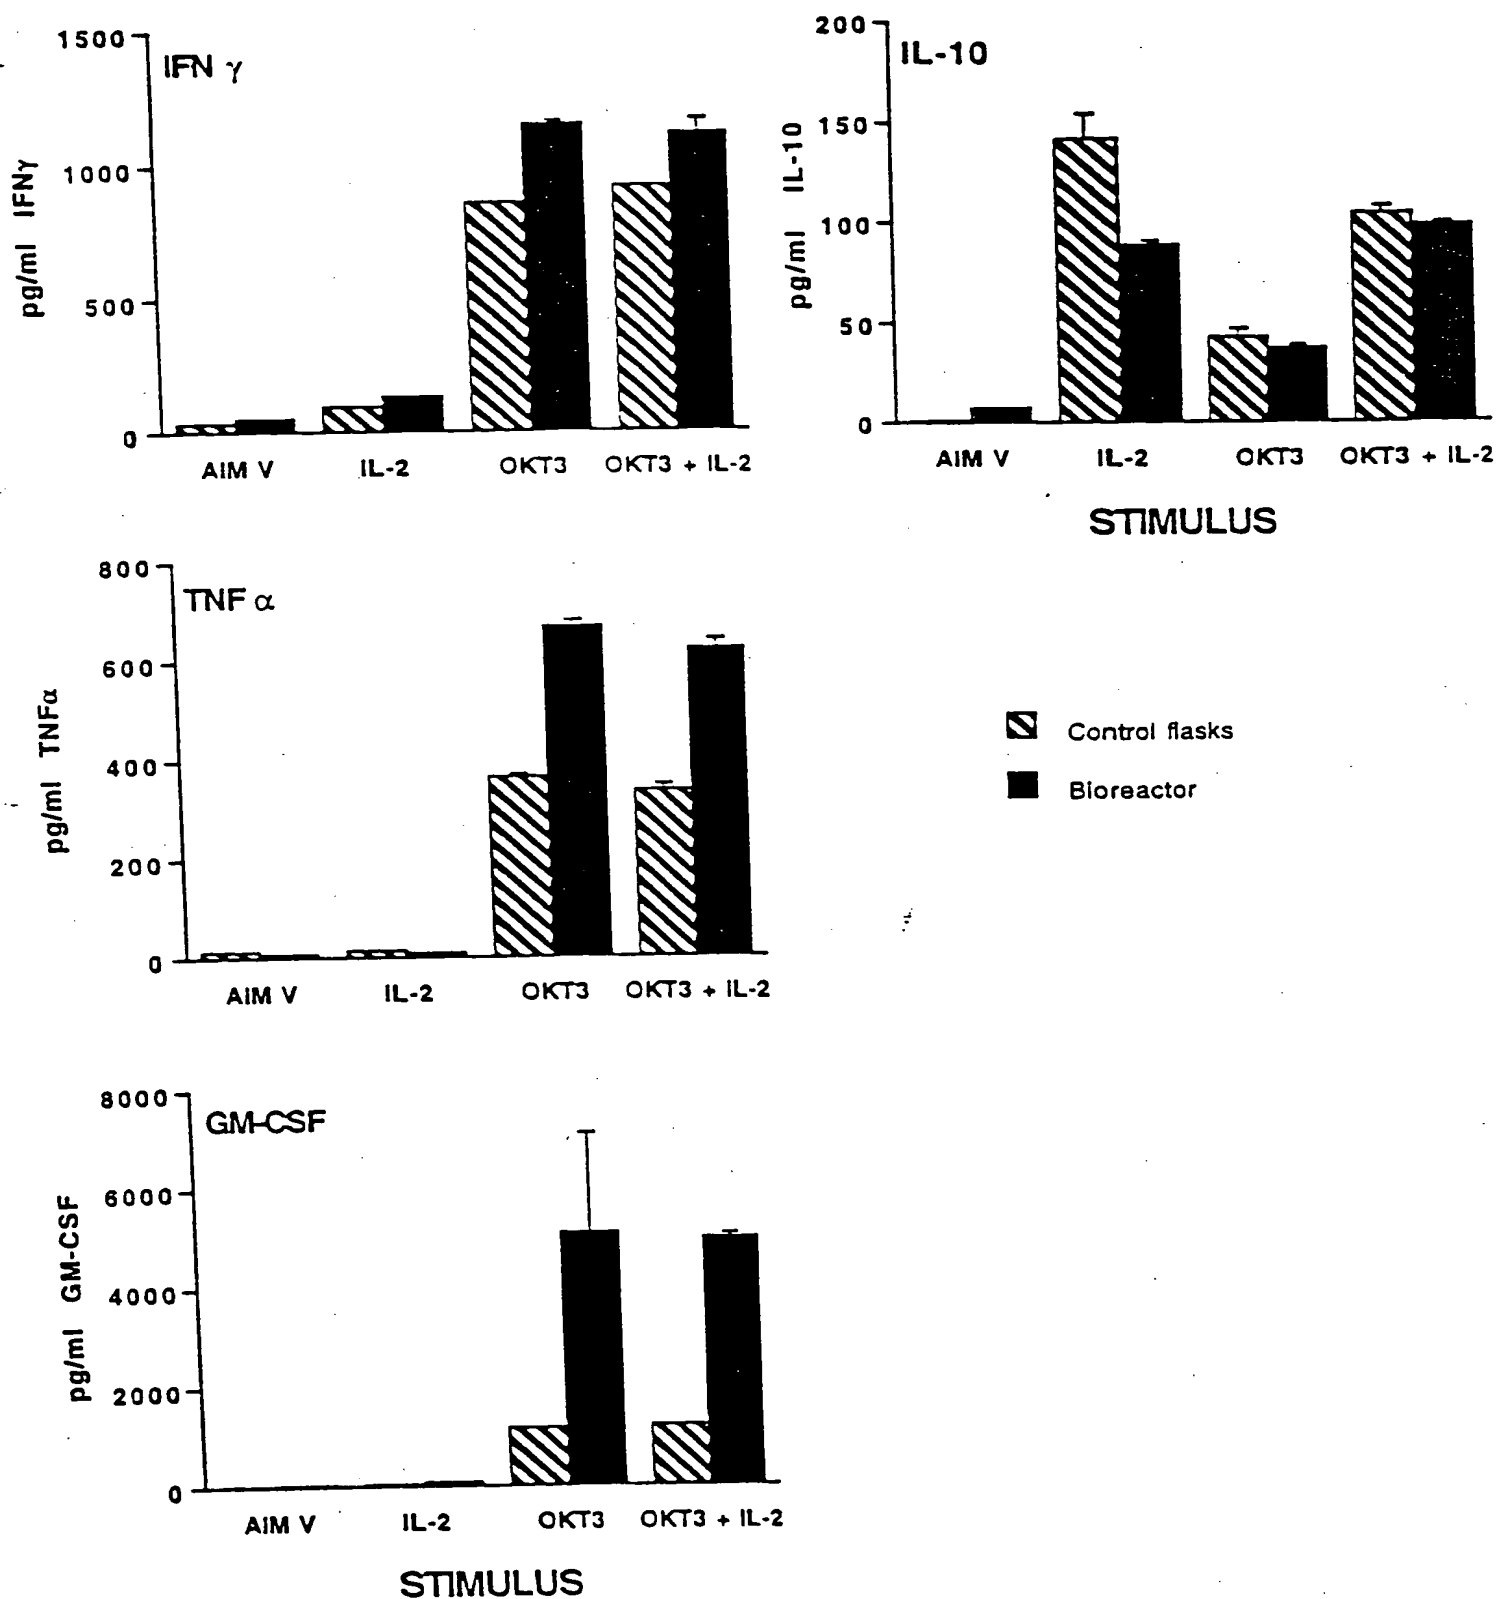 1500
IFN γ
1000
500
0
pg/ml IFNγ
AIM V IL-2 OKT3 OKT3 + IL-2
200
IL-10
150
100
50
0
pg/ml IL-10
AIM V IL-2 OKT3 OKT3 + IL-2
STIMULUS
800
TNF α
600
400
200
0
pg/ml TNFα
AIM V IL-2 OKT3 OKT3 + IL-2
Control flasks
Bioreactor
8000
GM-CSF
6000
4000
2000
0
pg/ml GM-CSF
AIM V IL-2 OKT3 OKT3 + IL-2
STIMULUS